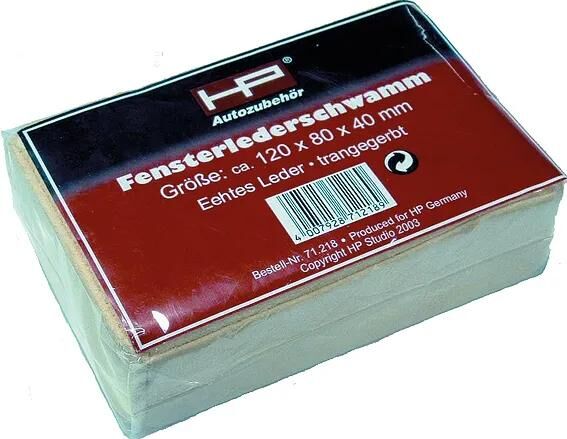 HP
Autozubehör
Fensterlederschwamm
Größe: ca. 120 x 80 x 40 mm
Eehtes Leder · trangegerbt
4 007928 712189
Bestell-Nr. 71.218 • Produced for HP Germany
Copyright HP Studio 2003